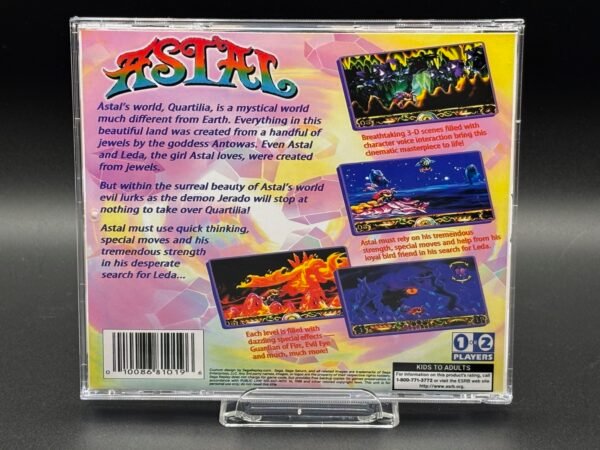 ASTAL
Astal's world, Quartilia, is a mystical world
much different from Earth. Everything in this
beautiful land was created from a handful of
jewels by the goddess Antowas. Even Astal
and Leda, the girl Astal loves, were created
from jewels.
But within the surreal beauty of Astal's world
evil lurks as the demon Jerado will stop at
nothing to take over Quartilia!
Astal must use quick thinking,
special moves and his
tremendous strength
in his desperate
search for Leda...
Breathtaking 3-D scenes filled with
character voice interaction bring this
cinematic masterpiece to life!
Astal must rely on his tremendous
strength, special moves and help from his
loyal bird friend in his search for Leda.
Each level is filled with
dazzling special effects —
Guardian of Fire, Evil Eye
and much, much more!
1 or 2
PLAYERS
0 10086 81019 6
KIDS TO ADULTS
For information on this product's rating, call
1-800-771-3772 or visit the ESRB web site
at www.esrb.org.